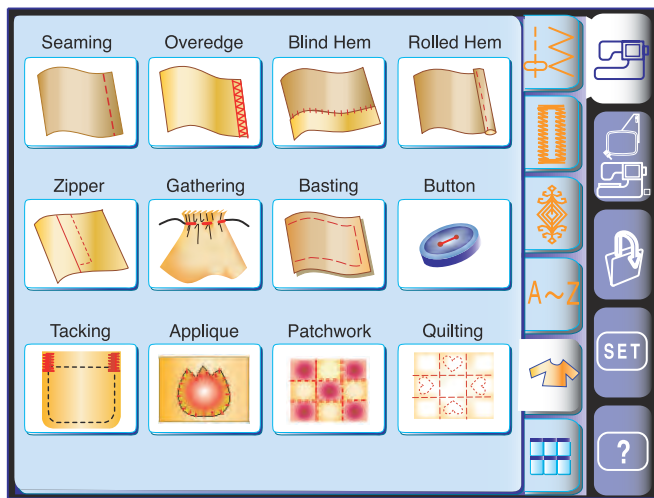 Seaming Overedge Blind Hem Rolled Hem
Zipper Gathering Basting Button
A~Z
Tacking Applique Patchwork Quilting
SET
?